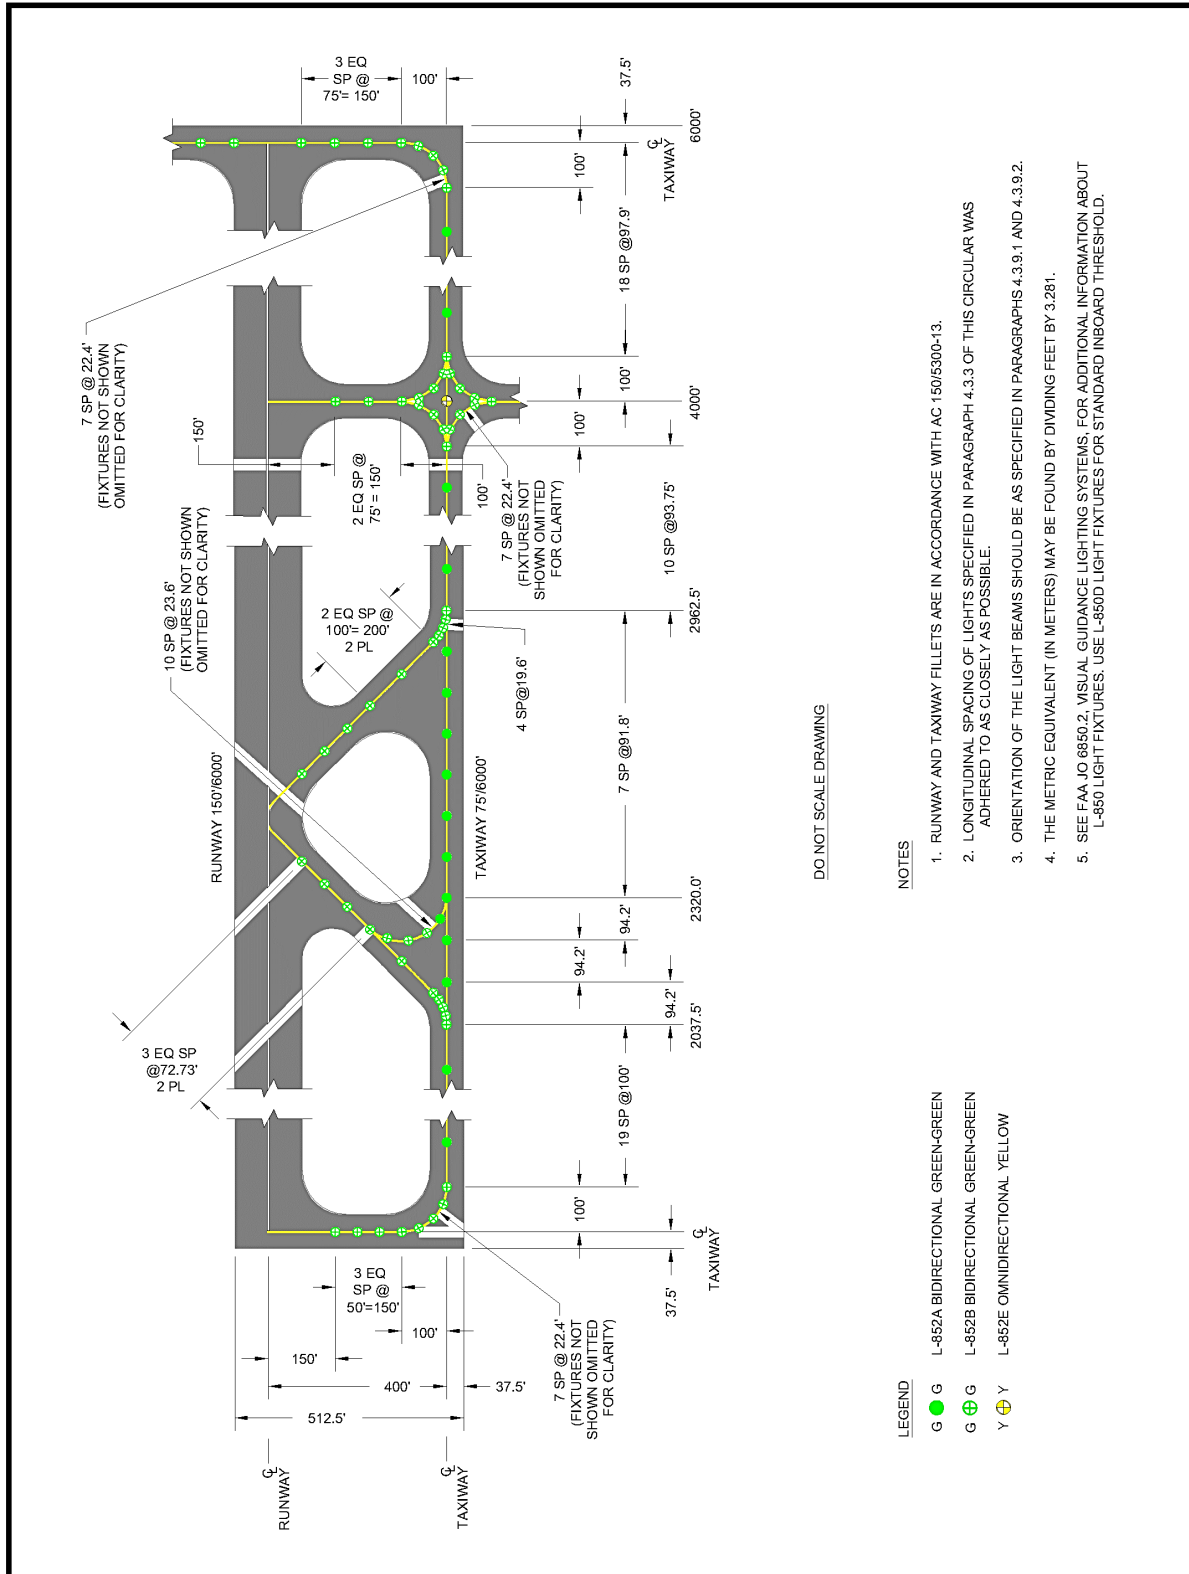 3 EQ
SP @
75'= 150'
100'
37.5'
7 SP @ 22.4'
(FIXTURES NOT SHOWN
OMITTED FOR CLARITY)
100'
℄
TAXIWAY
6000'
18 SP @97.9'
150'
2 EQ SP @
75' = 150'
100'
7 SP @ 22.4'
(FIXTURES NOT
SHOWN OMITTED
FOR CLARITY)
100'
100'
4000'
10 SP @93.75'
10 SP @ 23.6'
(FIXTURES NOT SHOWN
OMITTED FOR CLARITY)
2 EQ SP @
100'= 200'
2 PL
4 SP@19.6'
2962.5'
7 SP @91.8'
RUNWAY 150'/6000'
TAXIWAY 75'/6000'
2320.0'
94.2'
94.2'
94.2'
2037.5'
3 EQ SP
@72.73'
2 PL
19 SP @100'
100'
℄
TAXIWAY
37.5'
3 EQ
SP @
50'=150'
100'
150'
400'
37.5'
512.5'
7 SP @ 22.4'
(FIXTURES NOT
SHOWN OMITTED
FOR CLARITY)
℄
RUNWAY
℄
TAXIWAY
DO NOT SCALE DRAWING
NOTES
1. RUNWAY AND TAXIWAY FILLETS ARE IN ACCORDANCE WITH AC 150/5300-13.
2. LONGITUDINAL SPACING OF LIGHTS SPECIFIED IN PARAGRAPH 4.3.3 OF THIS CIRCULAR WAS
ADHERED TO AS CLOSELY AS POSSIBLE.
3. ORIENTATION OF THE LIGHT BEAMS SHOULD BE AS SPECIFIED IN PARAGRAPHS 4.3.9.1 AND 4.3.9.2.
4. THE METRIC EQUIVALENT (IN METERS) MAY BE FOUND BY DIVIDING FEET BY 3.281.
5. SEE FAA JO 6850.2, VISUAL GUIDANCE LIGHTING SYSTEMS, FOR ADDITIONAL INFORMATION ABOUT
L-850 LIGHT FIXTURES. USE L-850D LIGHT FIXTURES FOR STANDARD INBOARD THRESHOLD.
LEGEND
G G L-852A BIDIRECTIONAL GREEN-GREEN
G G L-852B BIDIRECTIONAL GREEN-GREEN
Y Y L-852E OMNIDIRECTIONAL YELLOW